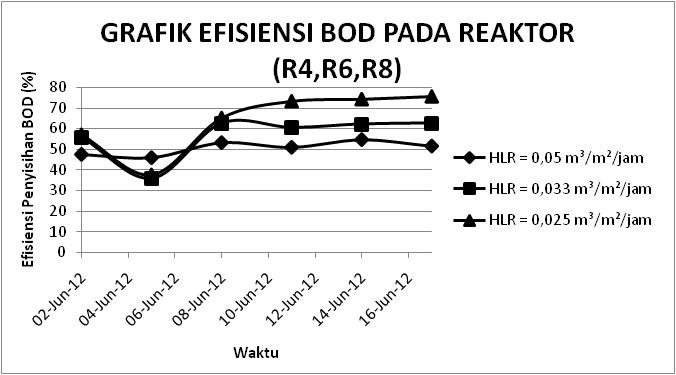 GRAFIK EFISIENSI BOD PADA REAKTOR
(R4,R6,R8)
Efisiensi Penyisihan BOD (%)
80
70
60
50
40
30
20
10
0
02-Jun-12
04-Jun-12
06-Jun-12
08-Jun-12
10-Jun-12
12-Jun-12
14-Jun-12
16-Jun-12
Waktu
HLR = 0,05 m³/m²/jam
HLR = 0,033 m³/m²/jam
HLR = 0,025 m³/m²/jam